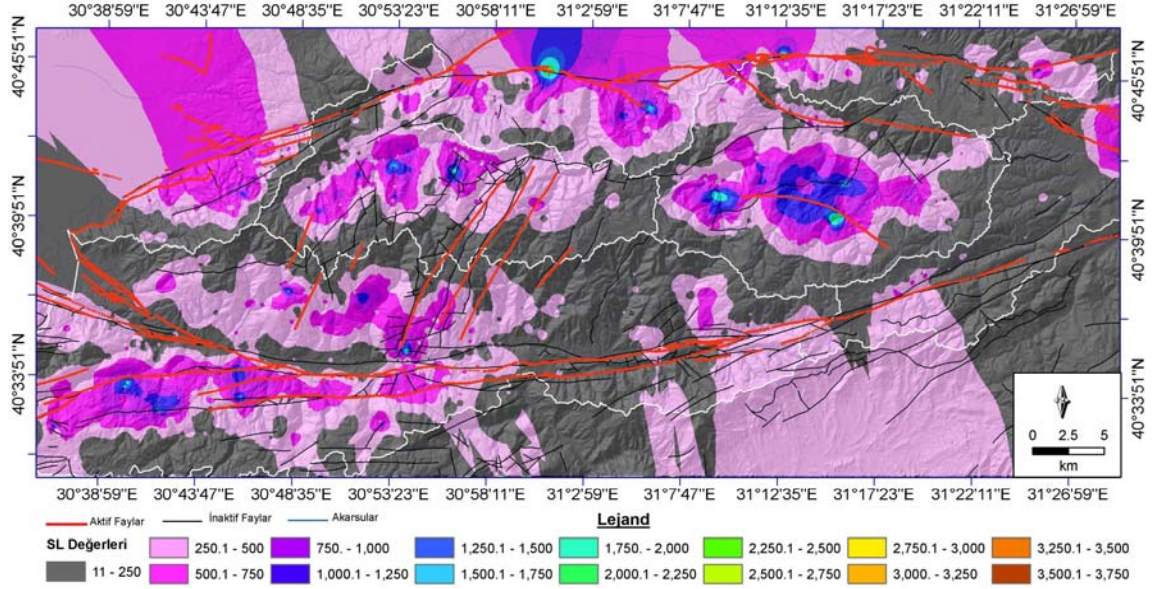 30°38'59"E 30°43'47"E 30°48'35"E 30°53'23"E 30°58'11"E 31°2'59"E 31°7'47"E 31°12'35"E 31°17'23"E 31°22'11"E 31°26'59"E
40°45'51"N
40°39'51"N
40°33'51"N
40°45'51"N
40°39'51"N
40°33'51"N
0 2.5 5
km
30°38'59"E 30°43'47"E 30°48'35"E 30°53'23"E 30°58'11"E 31°2'59"E 31°7'47"E 31°12'35"E 31°17'23"E 31°22'11"E 31°26'59"E
Aktif Faylar İnaktif Faylar Akarsular Lejand
SL Değerleri 250.1 - 500 750. - 1,000 1,250.1 - 1,500 1,750. - 2,000 2,250.1 - 2,500 2,750.1 - 3,000 3,250.1 - 3,500
11 - 250 500.1 - 750 1,000.1 - 1,250 1,500.1 - 1,750 2,000.1 - 2,250 2,500.1 - 2,750 3,000. - 3,250 3,500.1 - 3,750